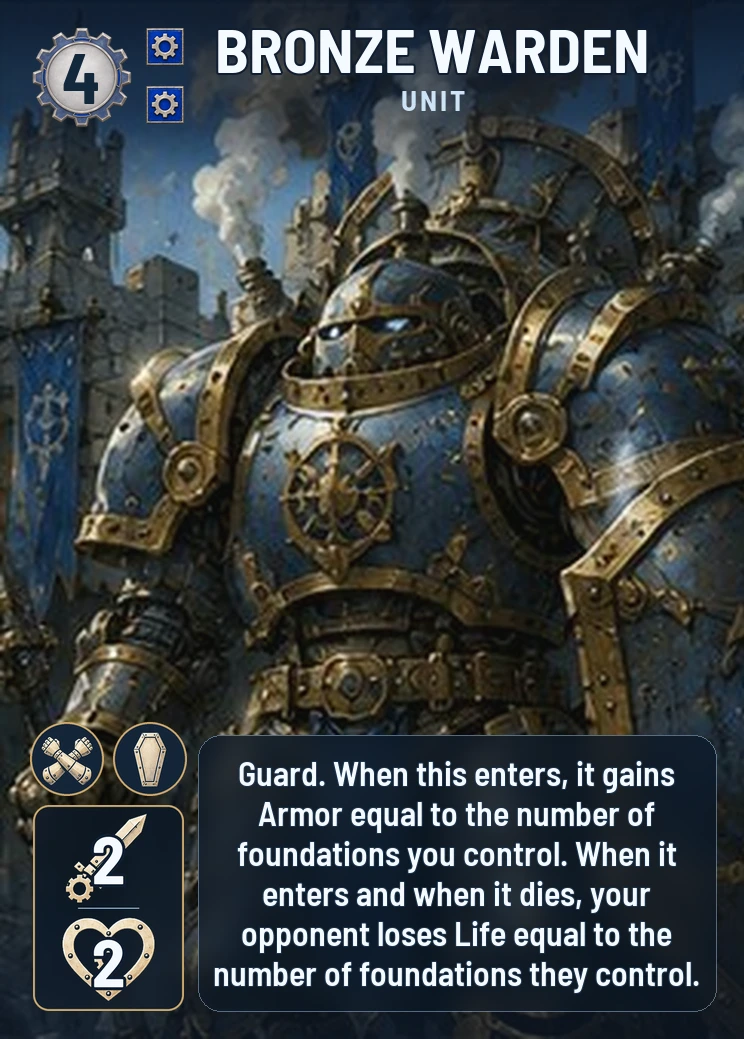 4
BRONZE WARDEN
UNIT
Guard. When this enters, it gains
Armor equal to the number of
foundations you control. When it
enters and when it dies, your
opponent loses Life equal to the
number of foundations they control.
2
2